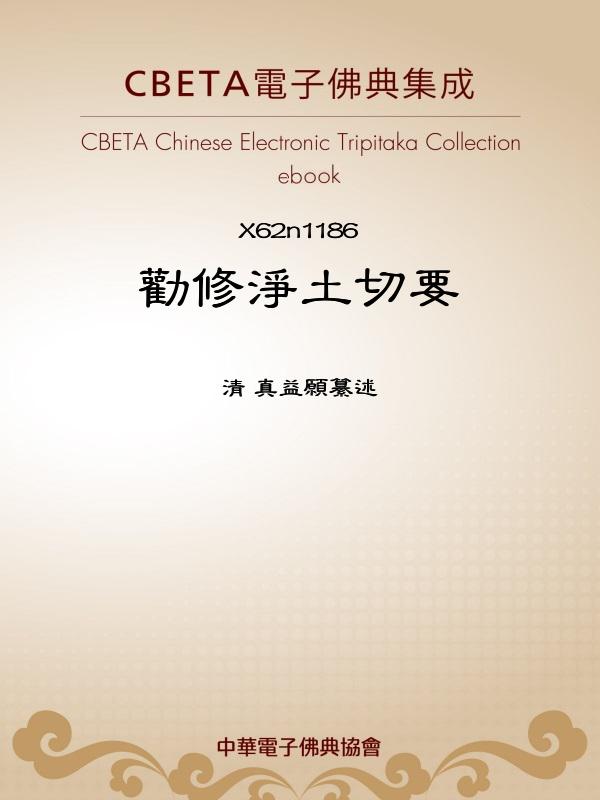 CBETA電子佛典集成
CBETA Chinese Electronic Tripitaka Collection
ebook
X62n1186
勸修淨土切要
清 真益願纂述
中華電子佛典協會